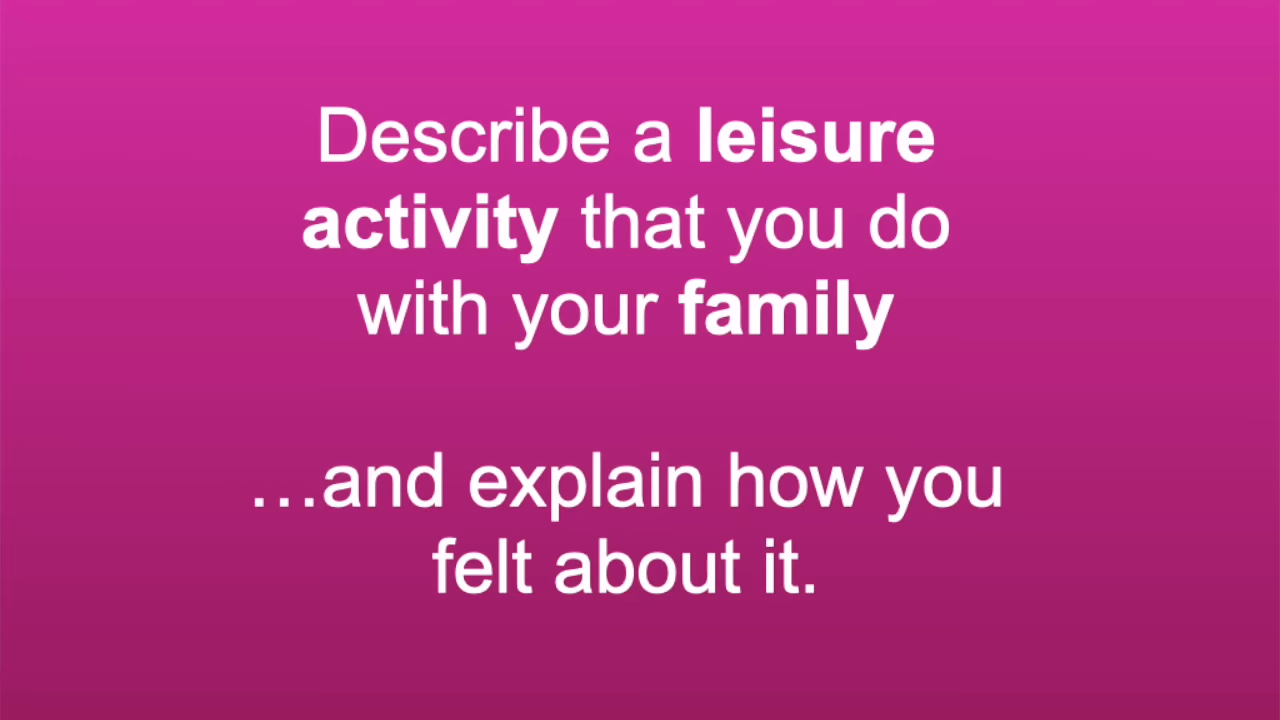 Describe a leisure
activity that you do
with your family
…and explain how you
felt about it.